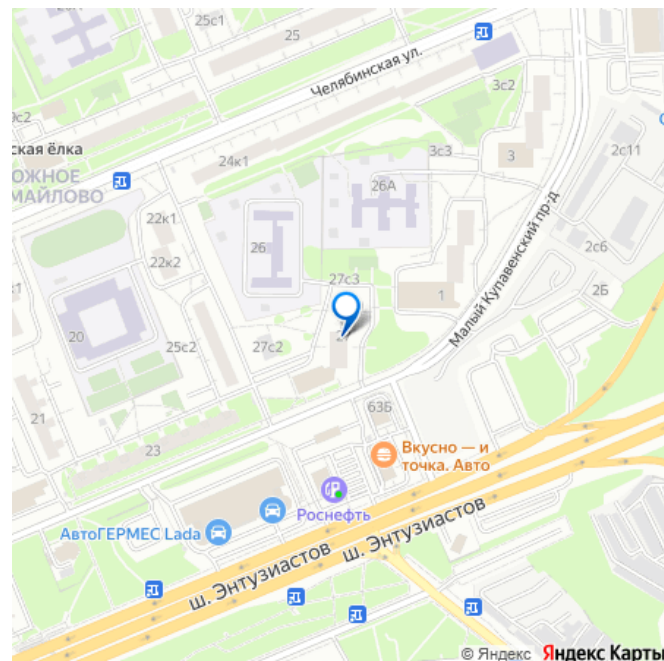 25с1
25
3с2
Челябинская ул.
9с2
ская ёлка
24к1
3с3
3
2с11
ЮЖНОЕ
МАЙЛОВО
26А
22к1
26
22к2
27с3
2с6
2Б
1
Малый Купавенский пр-д
20
25с2
27с2
21
23
63Б
Вкусно — и
точка. Авто
Роснефть
АвтоГЕРМЕС Lada
ш. Энтузиастов
ш. Энтузиастов
© Яндекс Яндекс Карты